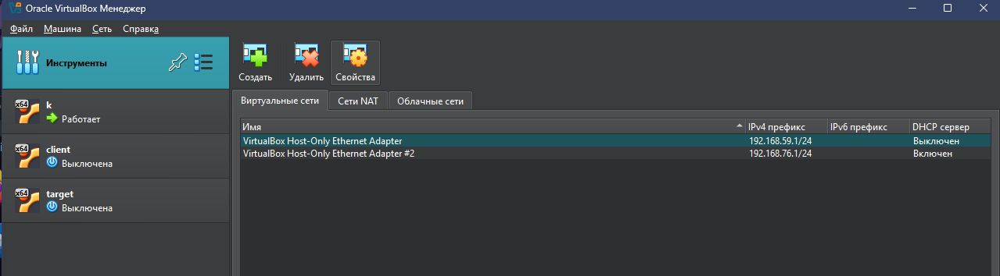 Oracle VirtualBox Менеджер
Файл Машина Сеть Справка
Инструменты
Создать Удалить Свойства
Виртуальные сети Сети NAT Облачные сети
Имя IPv4 префикс IPv6 префикс DHCP сервер
VirtualBox Host-Only Ethernet Adapter 192.168.59.1/24 Выключен
VirtualBox Host-Only Ethernet Adapter #2 192.168.76.1/24 Включен
x64 k
Работает
x64 client
Выключена
x64 target
Выключена